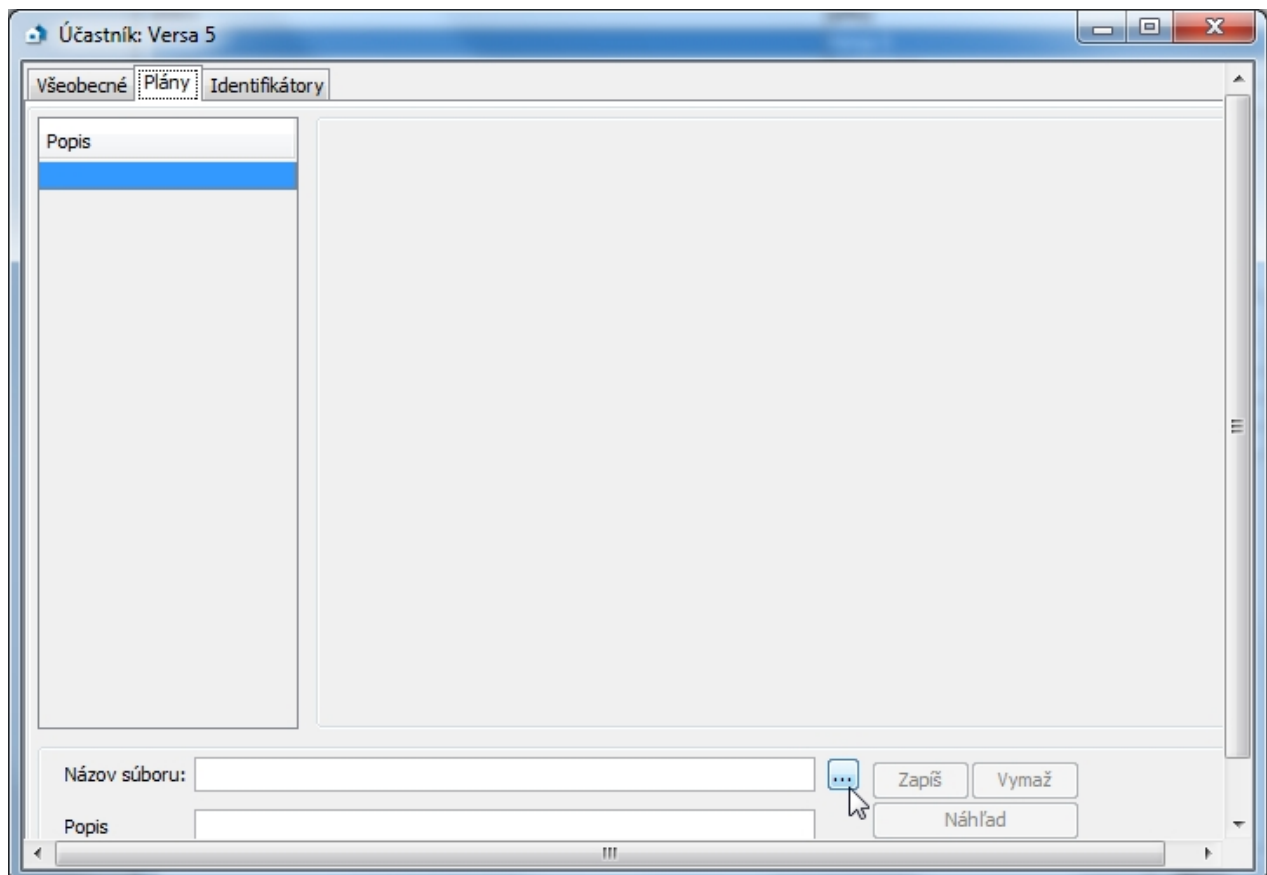 Účastník: Versa 5
Všeobecné Plány Identifikátory
Popis
Názov súboru: ... Zapíš Vymaž
Popis Náhľad